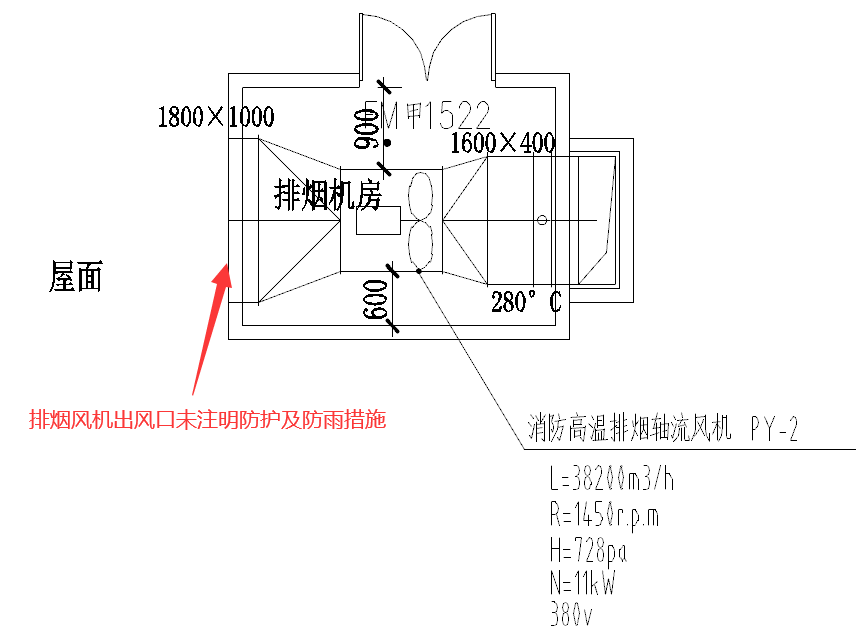 FM甲1522
1800×1000
900
1600×400
排烟机房
屋面
600
280°C
排烟风机出风口未注明防护及防雨措施
消防高温排烟轴流风机 PY-2
L=38200m3/h
R=1450r.p.m
H=728pa
N=11kW
380v